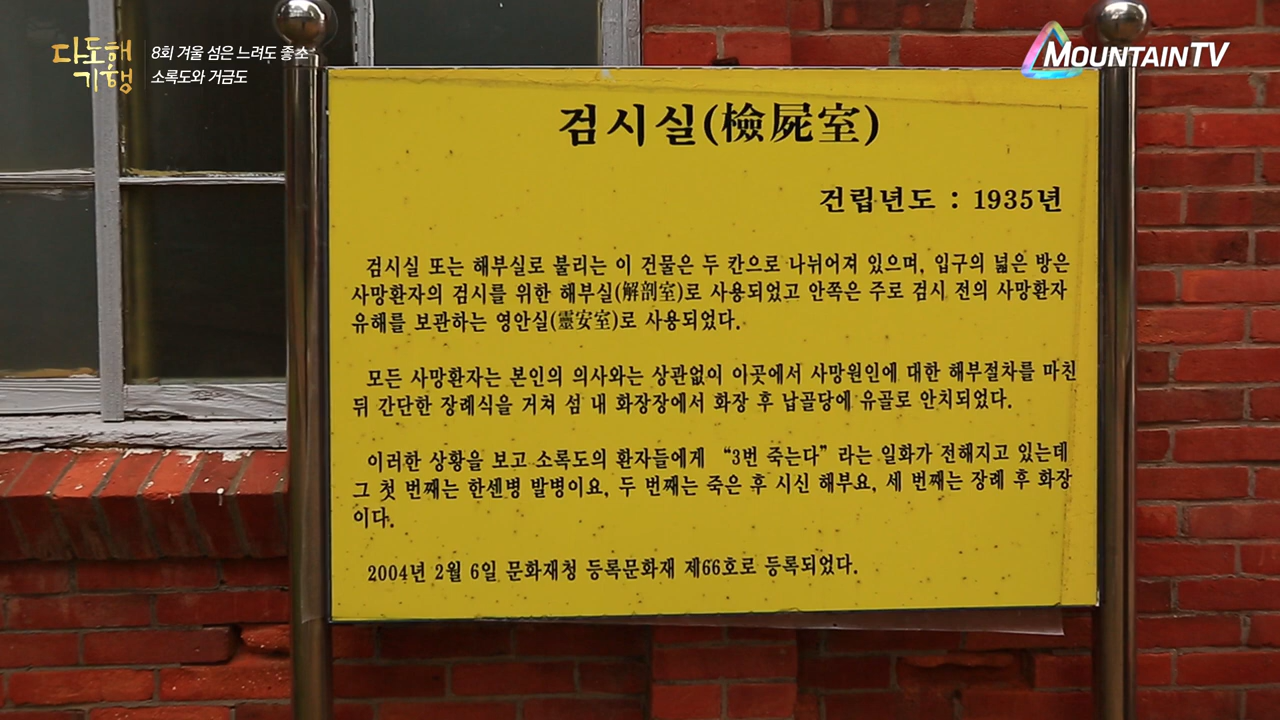 다도해
기행
8회 겨울 섬은 느려도 좋소
소록도와 거금도
MOUNTAINTV
검시실(檢屍室)
건립년도 : 1935년
검시실 또는 해부실로 불리는 이 건물은 두 칸으로 나뉘어져 있으며, 입구의 넓은 방은
사망환자의 검시를 위한 해부실(解剖室)로 사용되었고 안쪽은 주로 검시 전의 사망환자
유해를 보관하는 영안실(靈安室)로 사용되었다.
모든 사망환자는 본인의 의사와는 상관없이 이곳에서 사망원인에 대한 해부절차를 마친
뒤 간단한 장례식을 거쳐 섬 내 화장장에서 화장 후 납골당에 유골로 안치되었다.
이러한 상황을 보고 소록도의 환자들에게 “3번 죽는다” 라는 일화가 전해지고 있는데
그 첫 번째는 한센병 발병이요, 두 번째는 죽은 후 시신 해부요, 세 번째는 장례 후 화장
이다.
2004년 2월 6일 문화재청 등록문화재 제66호로 등록되었다.